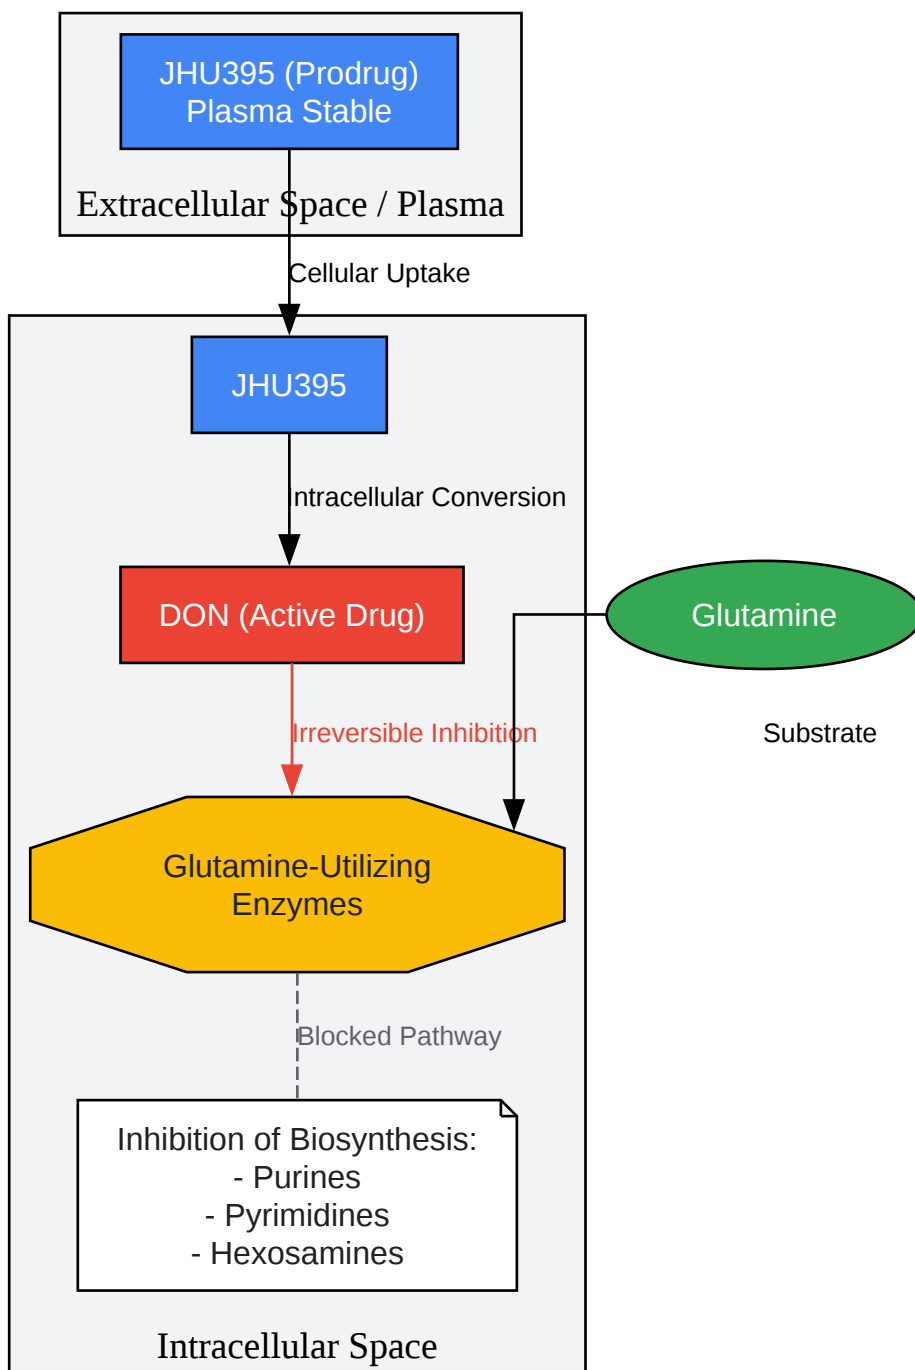 JHU395 (Prodrug)
Plasma Stable
Extracellular Space / Plasma
Cellular Uptake
JHU395
Intracellular Conversion
DON (Active Drug)
Glutamine
Irreversible Inhibition
Substrate
Glutamine-Utilizing
Enzymes
Blocked Pathway
Inhibition of Biosynthesis:
- Purines
- Pyrimidines
- Hexosamines
Intracellular Space